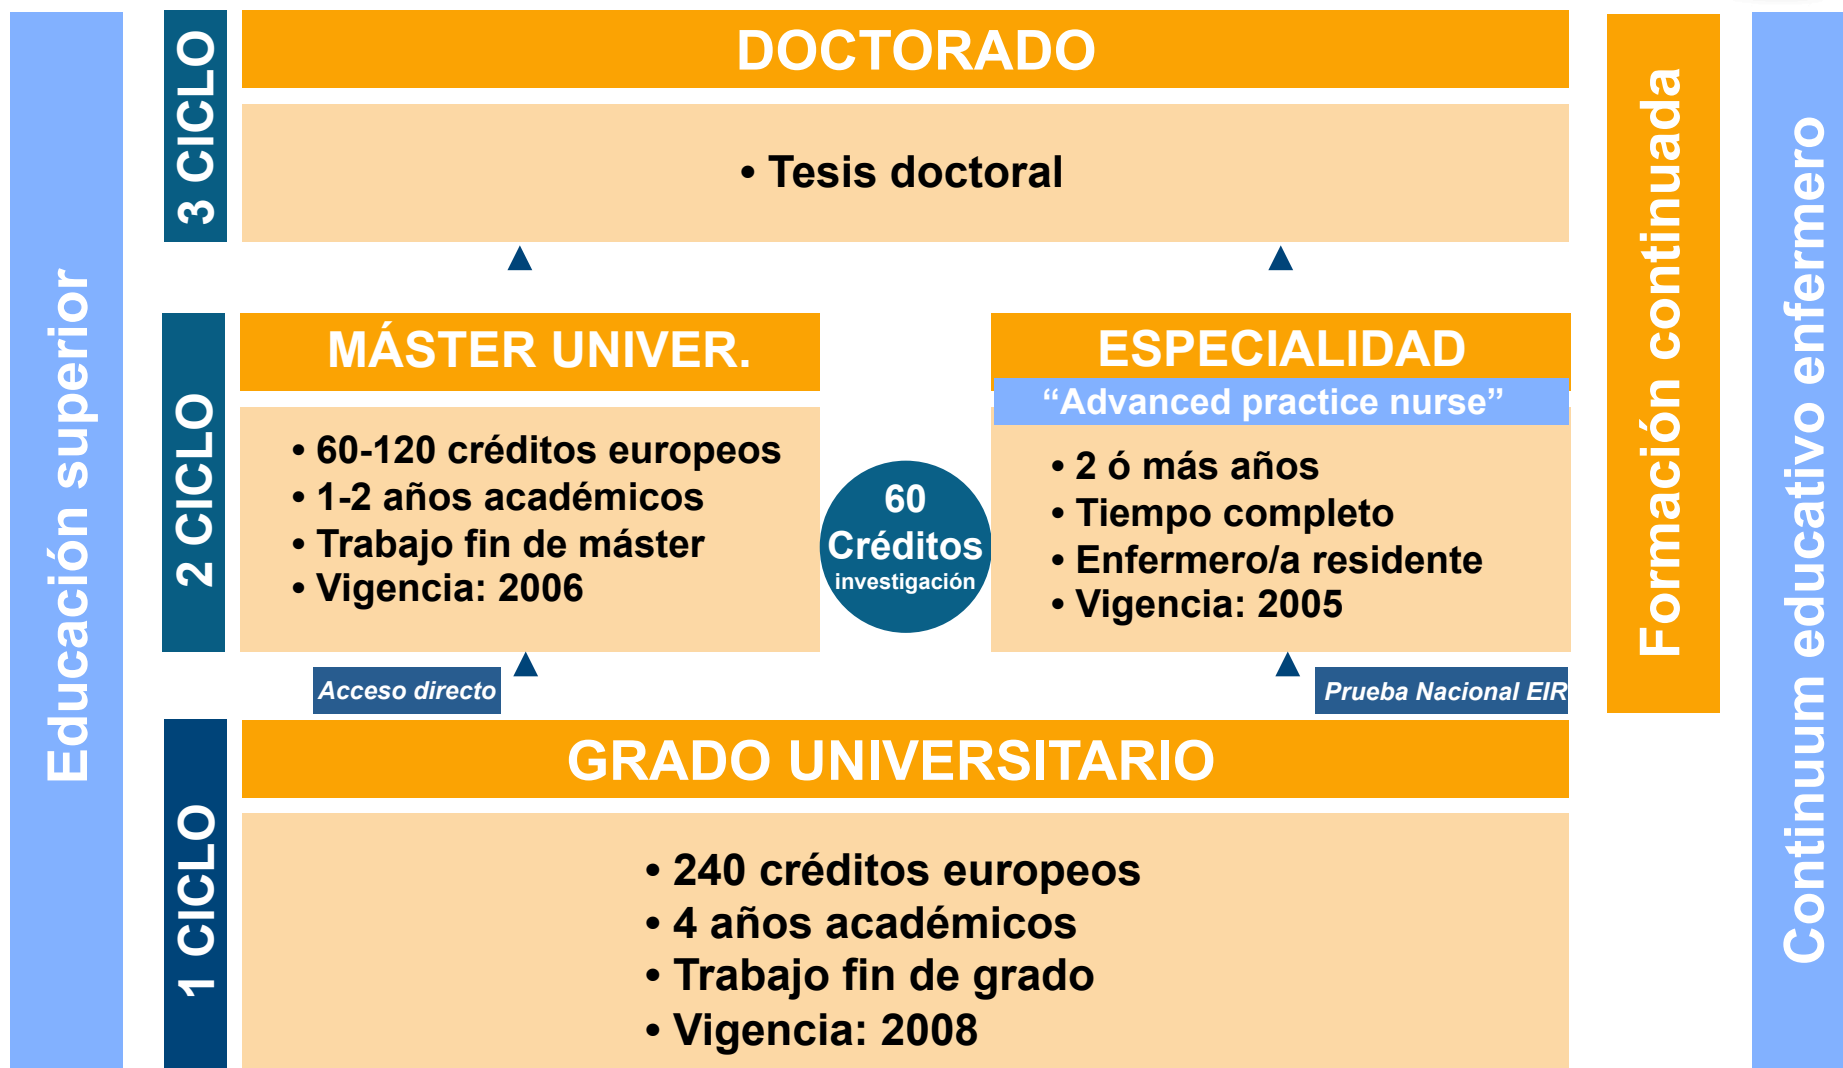 Educación superior
3 CICLO
DOCTORADO
• Tesis doctoral
2 CICLO
MÁSTER UNIVER.
• 60-120 créditos europeos
• 1-2 años académicos
• Trabajo fin de máster
• Vigencia: 2006
60
Créditos
investigación
ESPECIALIDAD
“Advanced practice nurse”
• 2 ó más años
• Tiempo completo
• Enfermero/a residente
• Vigencia: 2005
Acceso directo
Prueba Nacional EIR
1 CICLO
GRADO UNIVERSITARIO
• 240 créditos europeos
• 4 años académicos
• Trabajo fin de grado
• Vigencia: 2008
Formación continuada
Continuum educativo enfermero